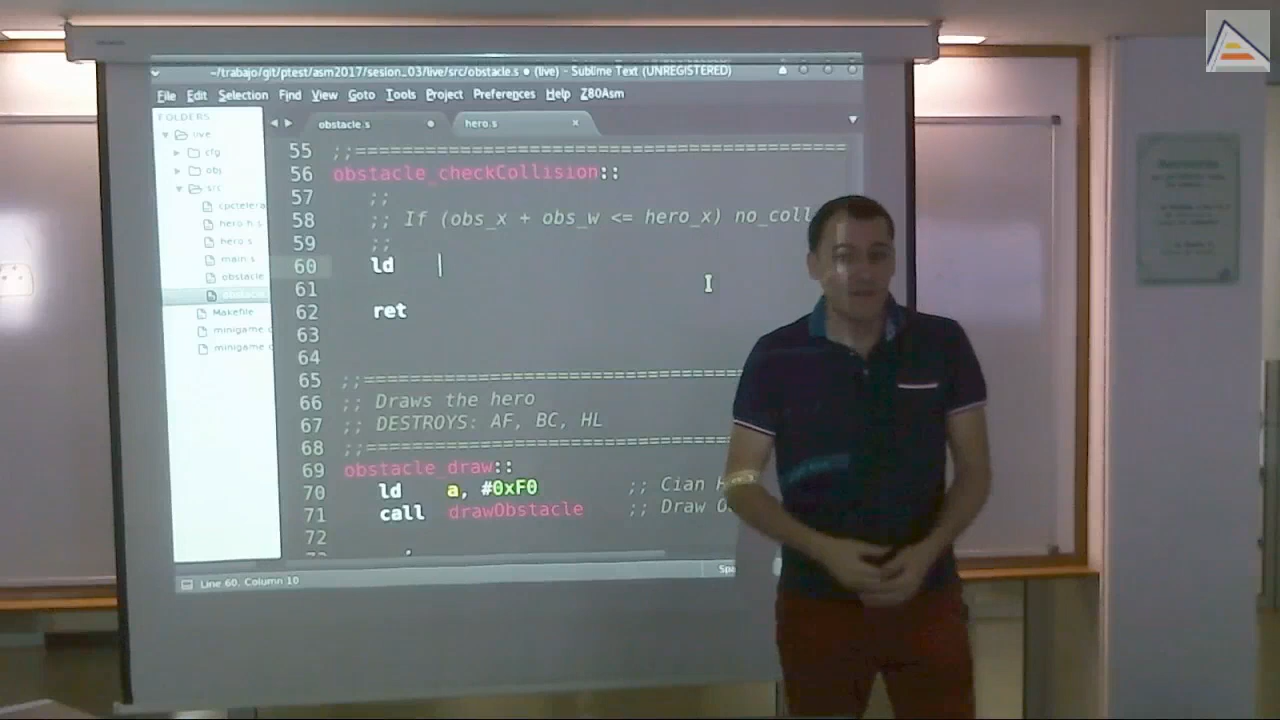 ~/trabajo/git/ptest/asm2017/sesion_03/live/src/obstacle.s • (live) - Sublime Text (UNREGISTERED)
File Edit Selection Find View Goto Tools Project Preferences Help Z80Asm
FOLDERS
live
cfg
obj
src
cpctelera
hero.h.s
hero.s
main.s
obstacle
obstacle
Makefile
minigame.c
minigame.c
obstacle.s
hero.s
55 ;;==========================================
56 obstacle_checkCollision::
57 ;;
58 ;; If (obs_x + obs_w <= hero_x) no_coll
59 ;;
60 ld
61
62 ret
63
64
65 ;;==========================================
66 ;; Draws the hero
67 ;; DESTROYS: AF, BC, HL
68 ;;==========================================
69 obstacle_draw::
70 ld a, #0xF0 ;; Cian
71 call drawObstacle ;; Draw
72
Line 60, Column 10